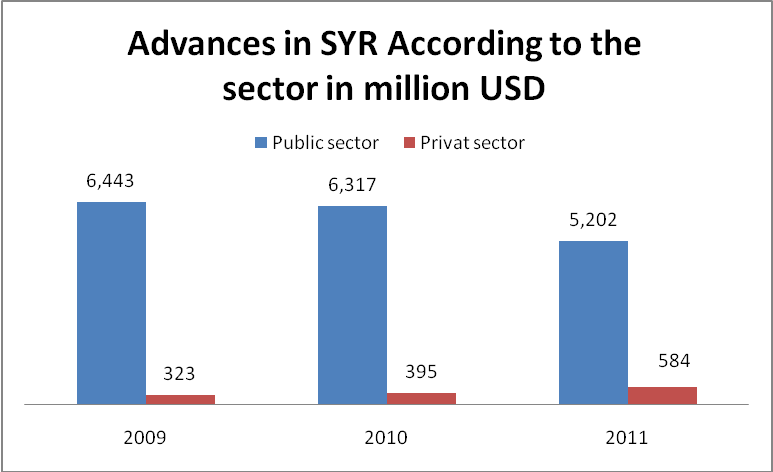 Advances in SYR According to the
sector in million USD
Public sector Privat sector
6,443
6,317
5,202
323
395
584
2009 2010 2011